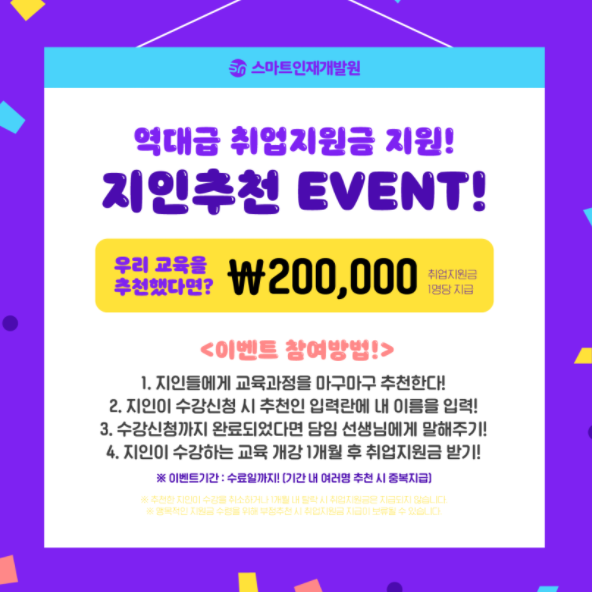 스마트인재개발원
역대급 취업지원금 지원!
지인추천 EVENT!
우리 교육을
추천했다면?
₩200,000
취업지원금
1명당 지급
<이벤트 참여방법!>
1. 지인들에게 교육과정을 마구마구 추천한다!
2. 지인이 수강신청 시 추천인 입력란에 내 이름을 입력!
3. 수강신청까지 완료되었다면 담임 선생님에게 말해주기!
4. 지인이 수강하는 교육 개강 1개월 후 취업지원금 받기!
※ 이벤트기간 : 수료일까지! (기간 내 여러명 추천 시 중복지급)
※ 추천한 지인이 수강을 취소하거나 1개월 내 탈락 시 취업지원금은 지급되지 않습니다.
지원금 수령을 위해 추천 시 취업지원금 지급이 수 있습니다.